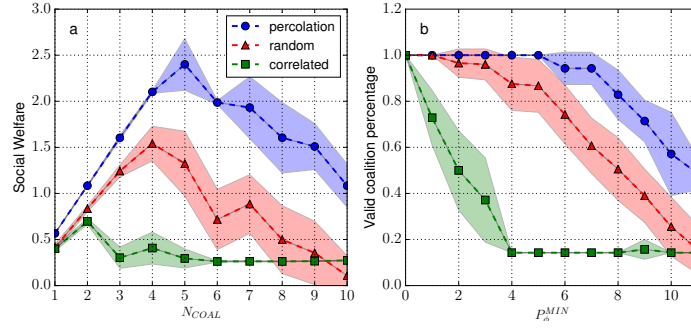 a
percolation
random
correlated
Social Welfare
3.0
2.5
2.0
1.5
1.0
0.5
0.0
1 2 3 4 5 6 7 8 9 10
N_COAL
b
Valid coalition percentage
1.2
1.0
0.8
0.6
0.4
0.2
0.0
0 2 4 6 8 10
P_ϕ^MIN